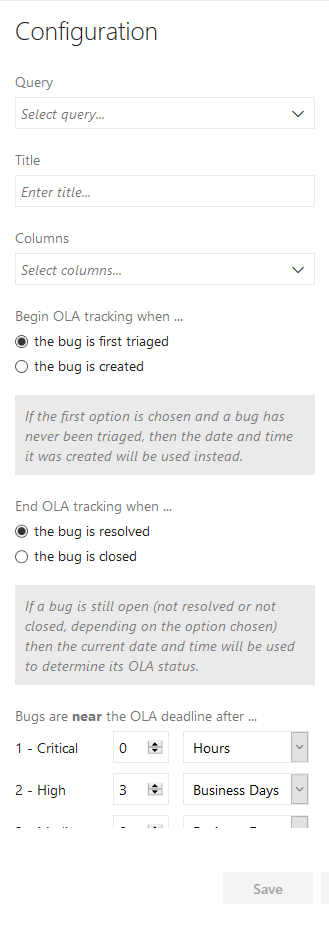 Configuration
Query
Select query...
Title
Enter title...
Columns
Select columns...
Begin OLA tracking when ...
the bug is first triaged
the bug is created
If the first option is chosen and a bug has
never been triaged, then the date and time
it was created will be used instead.
End OLA tracking when ...
the bug is resolved
the bug is closed
If a bug is still open (not resolved or not
closed, depending on the option chosen)
then the current date and time will be used
to determine its OLA status.
Bugs are near the OLA deadline after ...
1 - Critical 0 Hours
2 - High 3 Business Days
Save